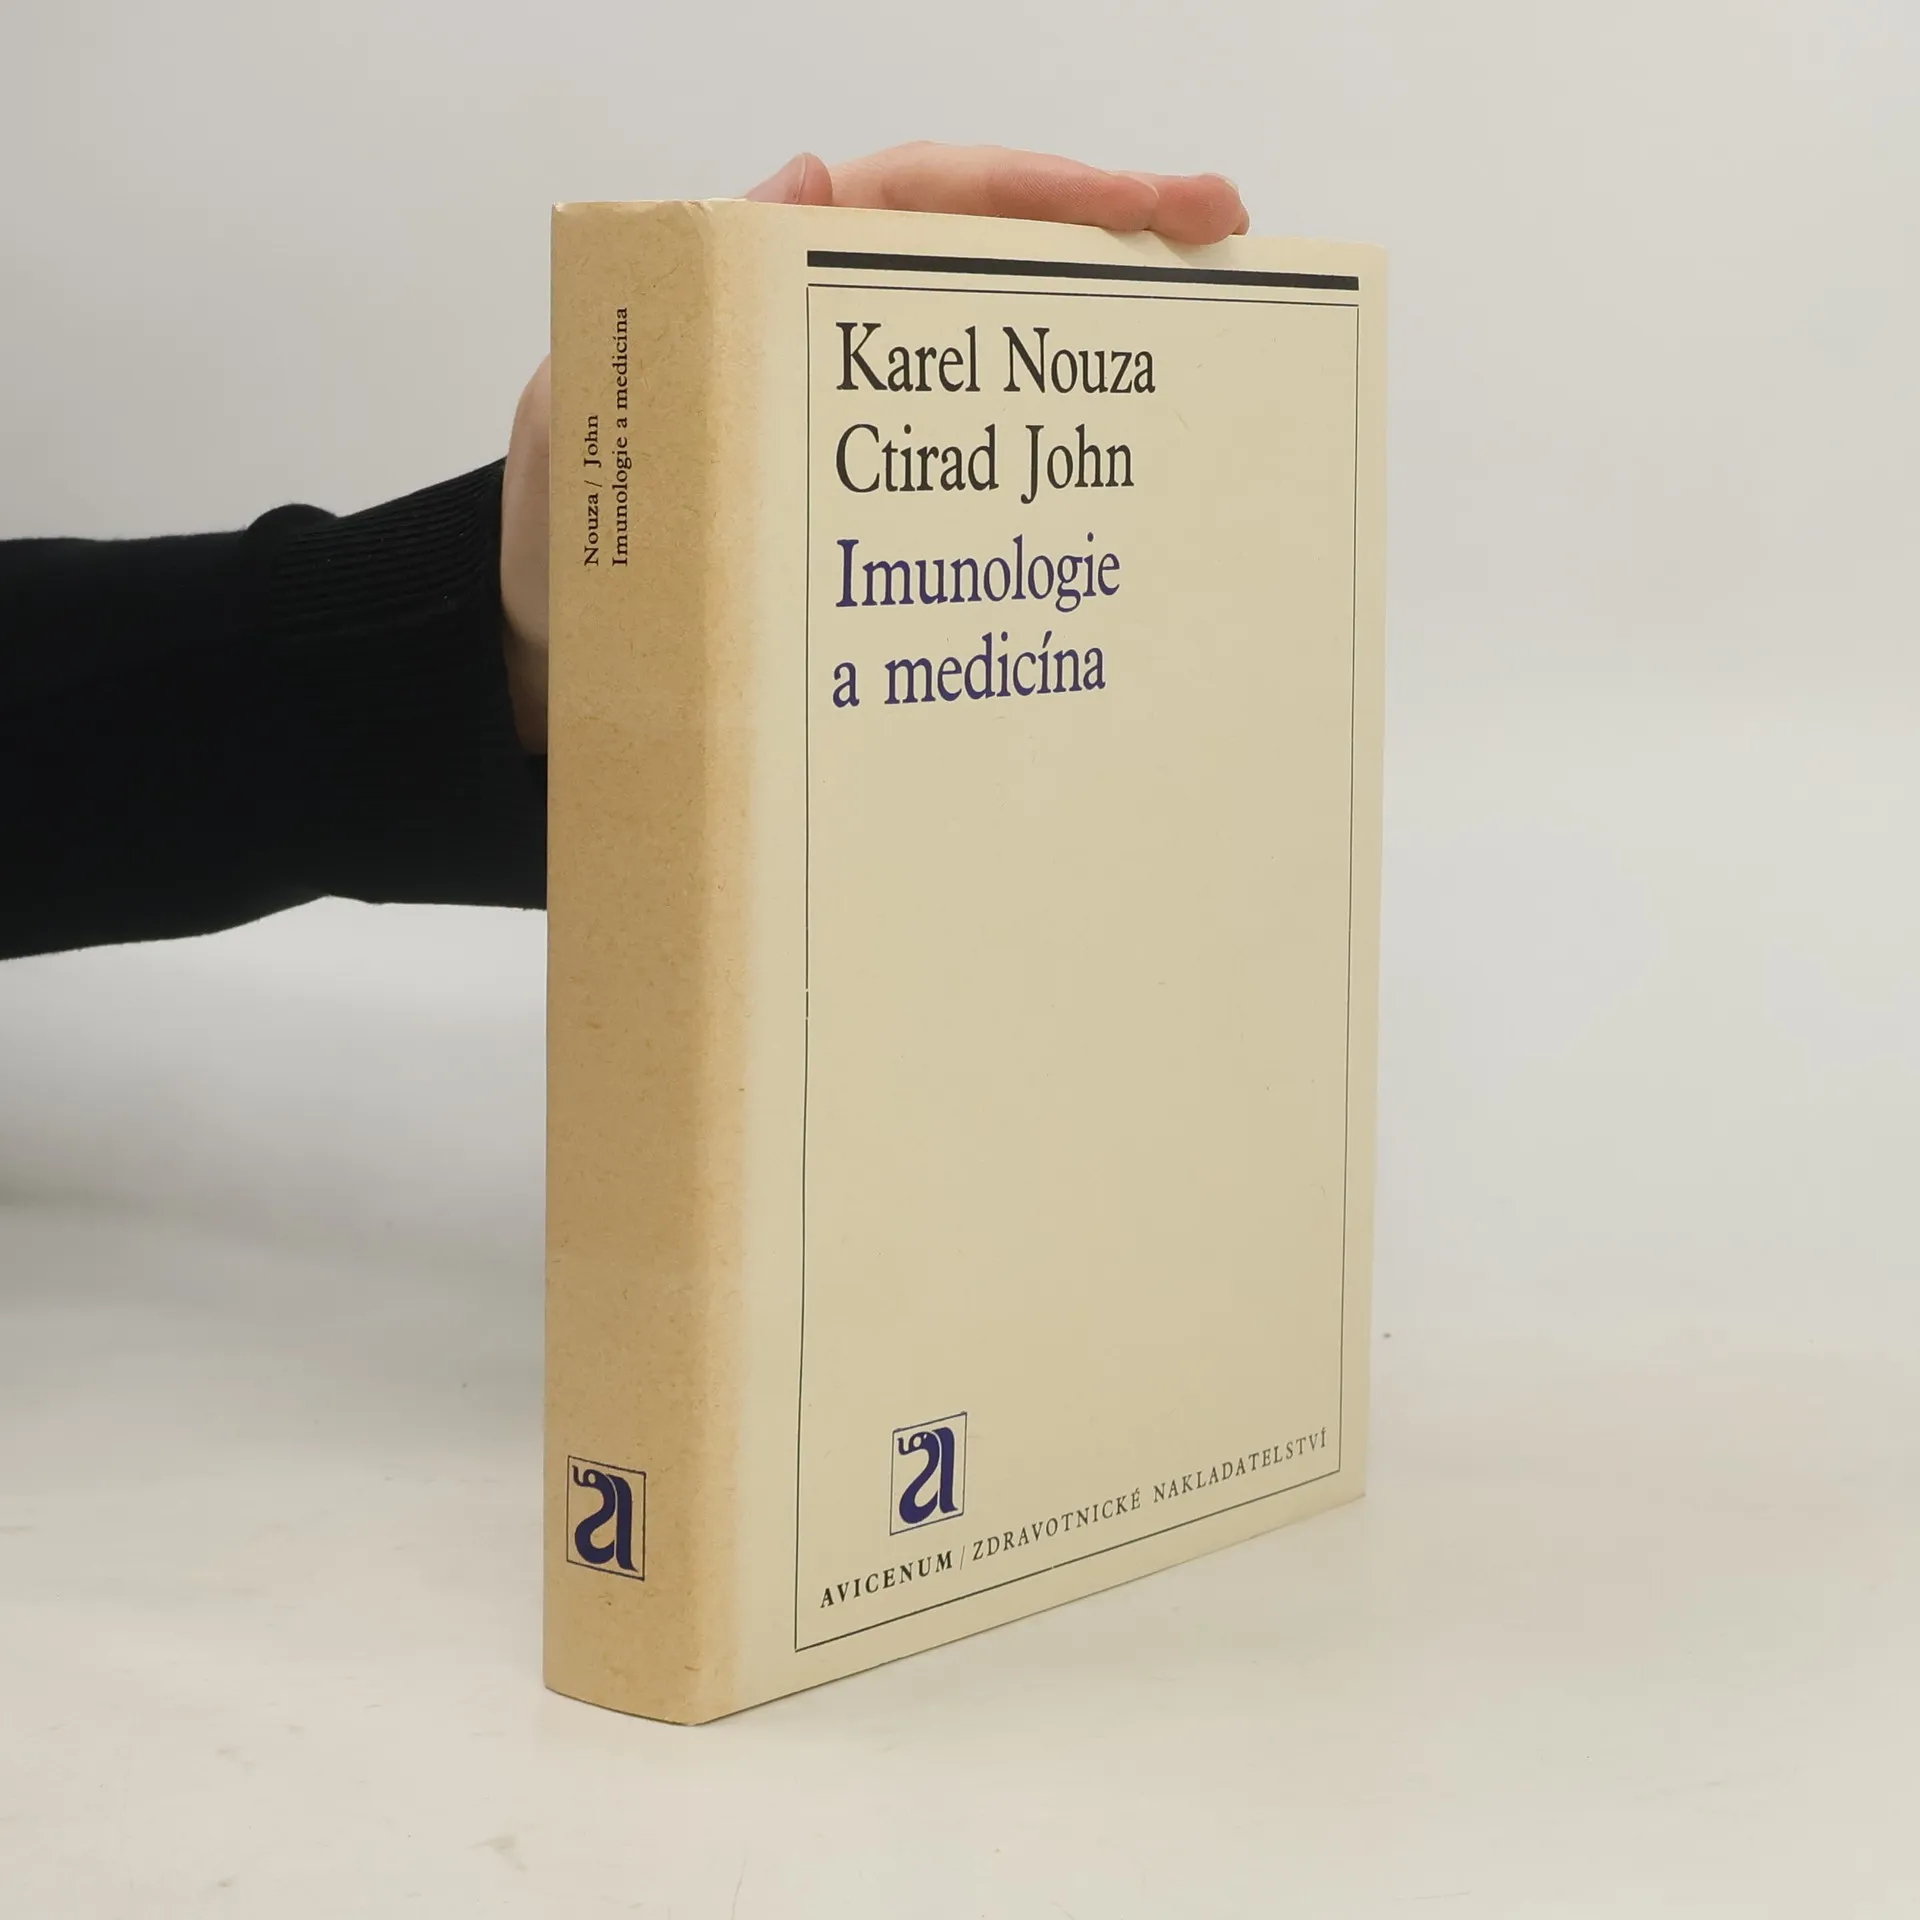 Nouza / John
Imunologie a medicína
Karel Nouza
Ctirad John
Imunologie
a medicína
AVICENUM / ZDRAVOTNICKÉ NAKLADATELSTVÍ